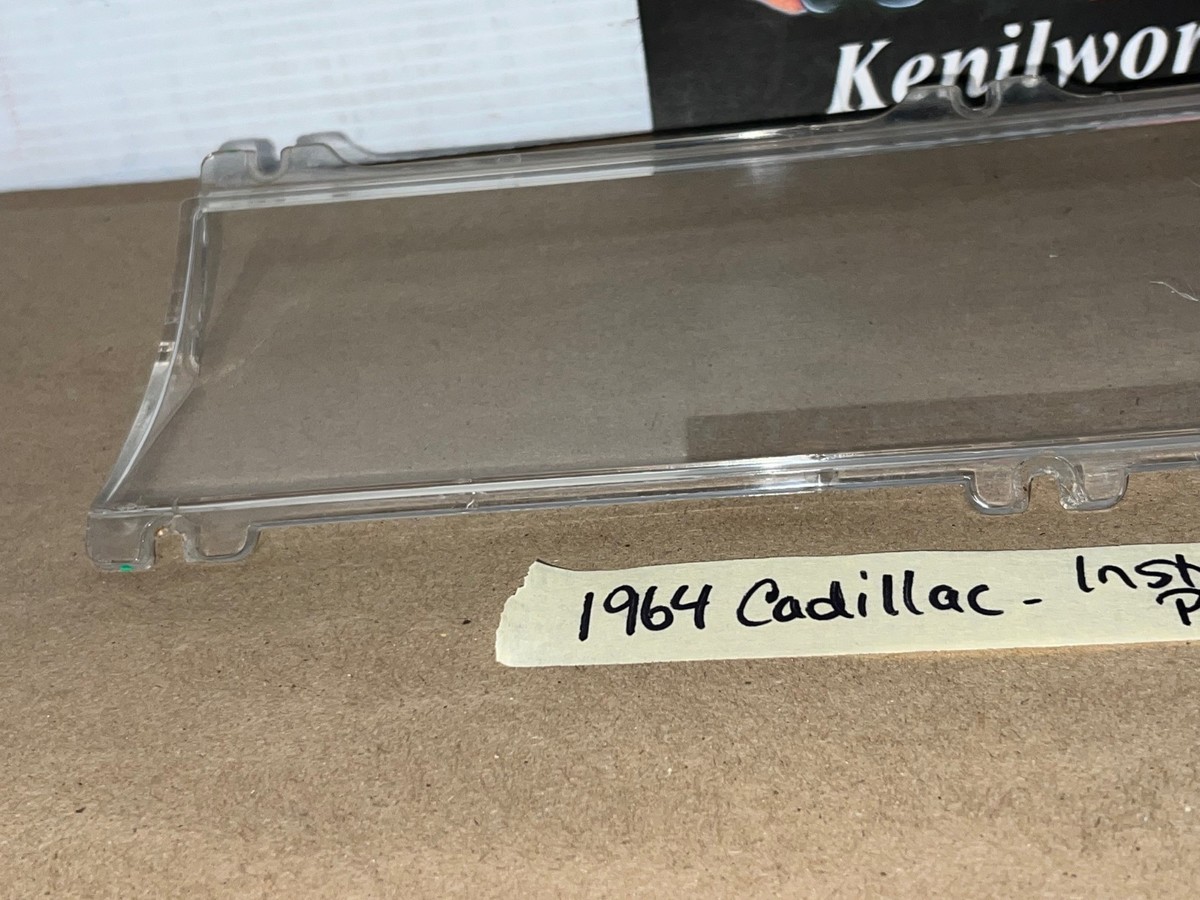 Kenilwor
1964 Cadillac - Inst
P